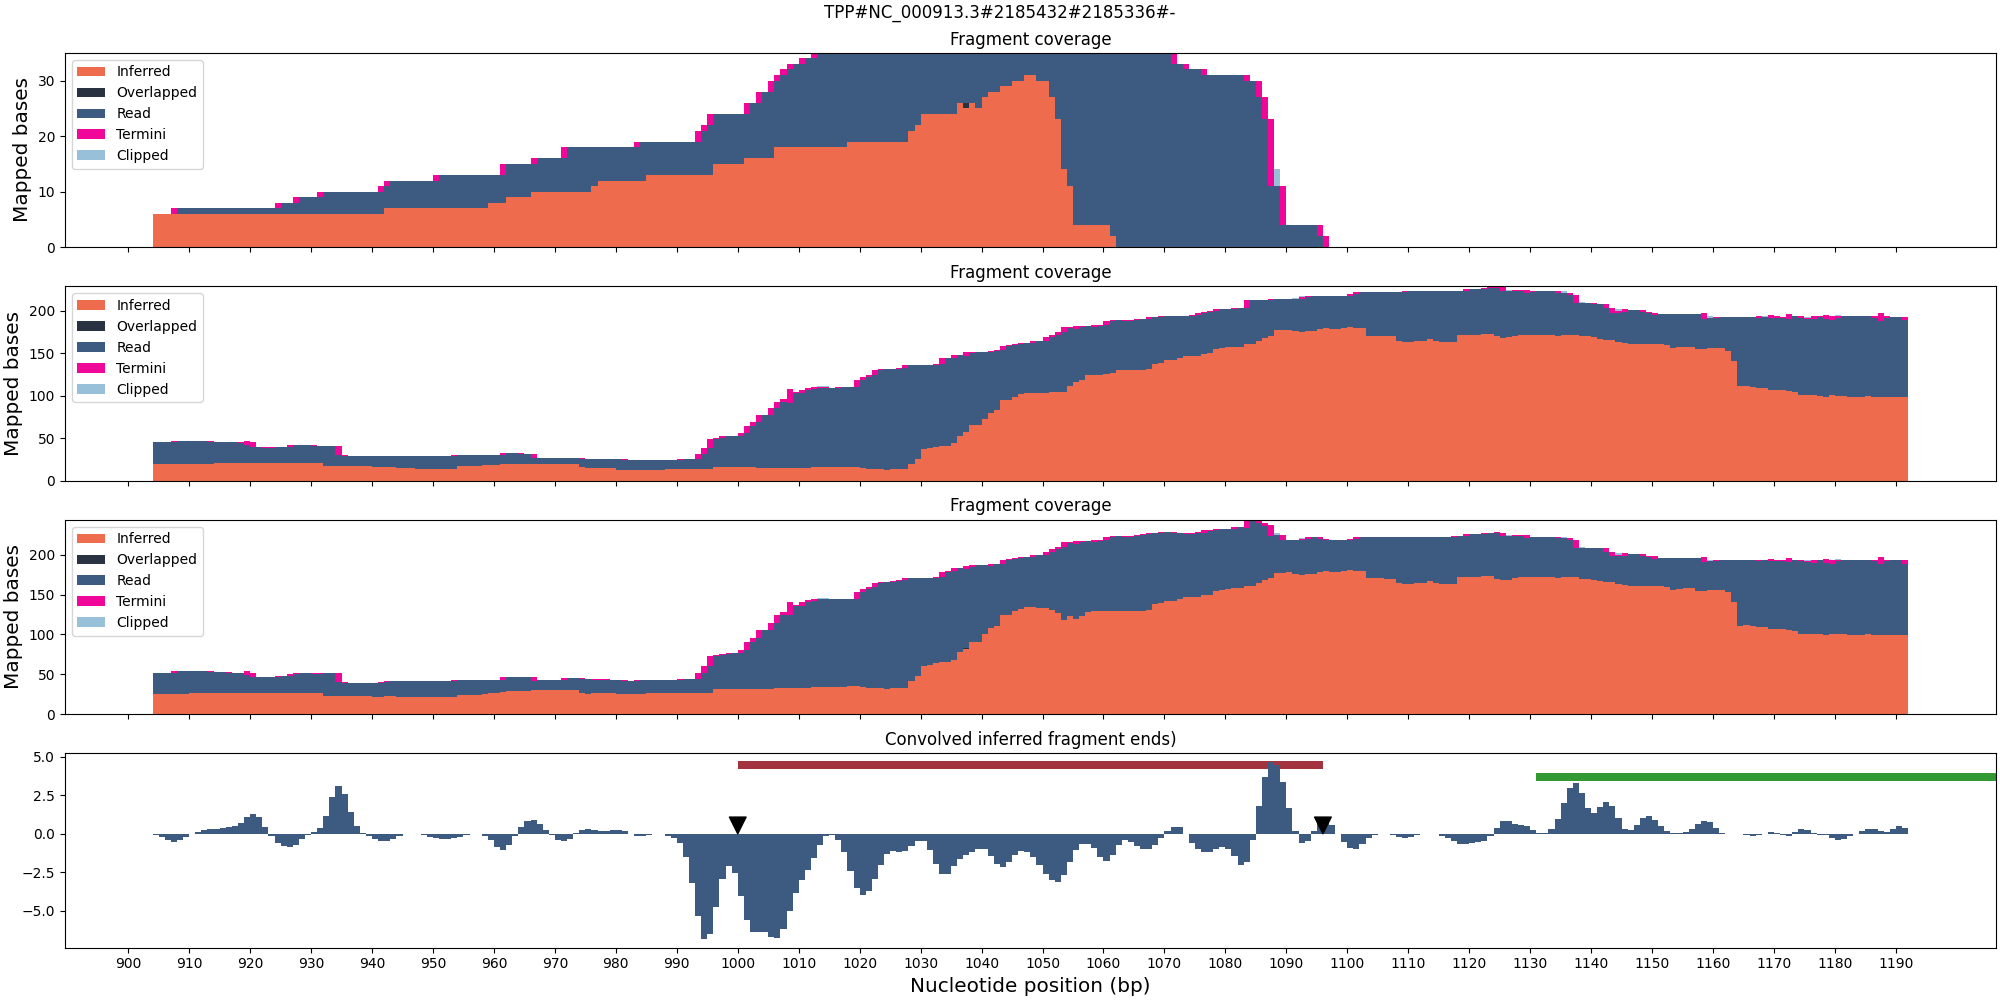 TPP#NC_000913.3#2185432#2185336#-
Fragment coverage
Mapped bases
30
20
10
0
Inferred
Overlapped
Read
Termini
Clipped
Fragment coverage
Mapped bases
200
150
100
50
0
Inferred
Overlapped
Read
Termini
Clipped
Fragment coverage
Mapped bases
200
150
100
50
0
Inferred
Overlapped
Read
Termini
Clipped
Convolved inferred fragment ends)
5.0
2.5
0.0
−2.5
−5.0
900 910 920 930 940 950 960 970 980 990 1000 1010 1020 1030 1040 1050 1060 1070 1080 1090 1100 1110 1120 1130 1140 1150 1160 1170 1180 1190
Nucleotide position (bp)